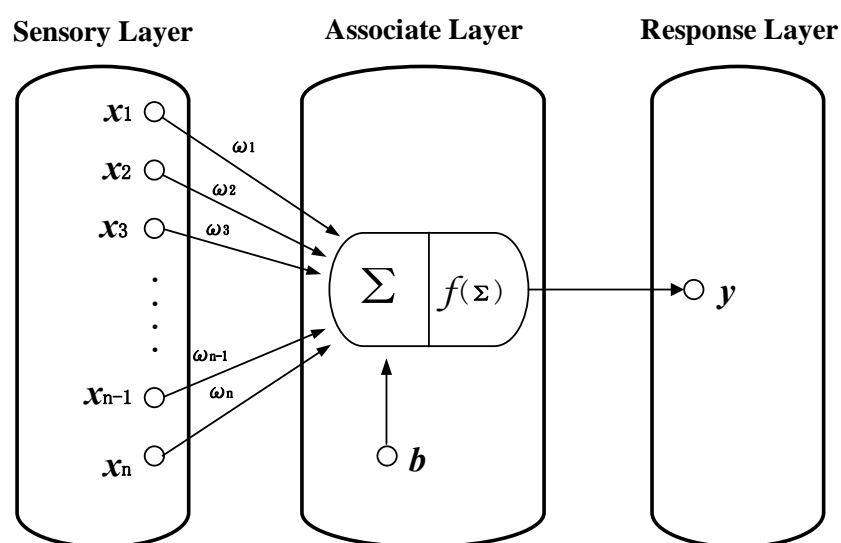 Sensory Layer
Associate Layer
Response Layer
x1
ω1
x2
ω2
x3
ω3
Σ
f(Σ)
y
ωn-1
xn-1
ωn
xn
b